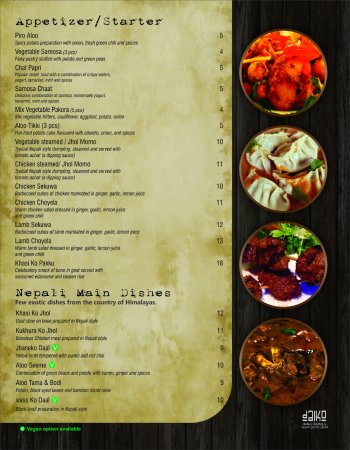 Appetizer/Starter
Piro Aloo 5
Spicy potato preparation with onion, fresh green chili and spices
Vegetable Samosa (3 pcs) 4
Flaky pastry stuffed with potato and green peas
Chat Papri 5
Popular street food with a combination of crispy wafers,
yogurt, tamarind, mint and spices
Samosa Chaat 5
Delicious combination of samosa, homemade yogurt,
tamarind, mint and spices
Mix Vegetable Pakora (5 pcs) 4
Mix vegetable fritters, cauliflower, eggplant, potato, onion
Aloo Tikki (3 pcs) 5
Pan fried potato cake flavoured with cilantro, onion, and spices
Vegetable steamed / Jhol Momo 10
Typical Nepali style dumpling, steamed and served with
tomato aclar (a dipping sauce)
Chicken steamed/ Jhol Momo 11
Typical Nepali style dumpling, steamed and served with
tomato aclar (a dipping sauce)
Chicken Sekuwa 10
Barbecued cubes of chicken marinated in ginger, garlic, lemon juice
Chicken Choyela 11
Warm chicken salad dressed in ginger, garlic, lemon juice
and green chili
Lamb Sekuwa 12
Barbecued cubes of lamb marinated in ginger, garlic, lemon juice
Lamb Choyela 13
Warm lamb salad dressed in ginger, garlic, lemon juice
and green chilies
Khasi Ko Pakku 18
Celebratory snack of bone in goat served with
seasoned edamame and beaten rice
Nepali Main Dishes
Few exotic dishes from the country of Himalayas.
Khasi Ko Jhol 12
Goat stew on bone prepared in Nepali style
Kukhura Ko Jhol 11
Boneless Chicken meat prepared in Nepali style
Jhaneko Daal V 9
Yellow lentil tempered with cumin and red chili
Aloo Seeme V 10
Combination of green beans and potato with cumin, ginger and spices
Aloo Tama & Bodi 9
Potato, black eyed beans and bamboo shoot stew
wass Ko Daal V 10
Black lentil preparation in Nepali style
V Vegan option available
daiko